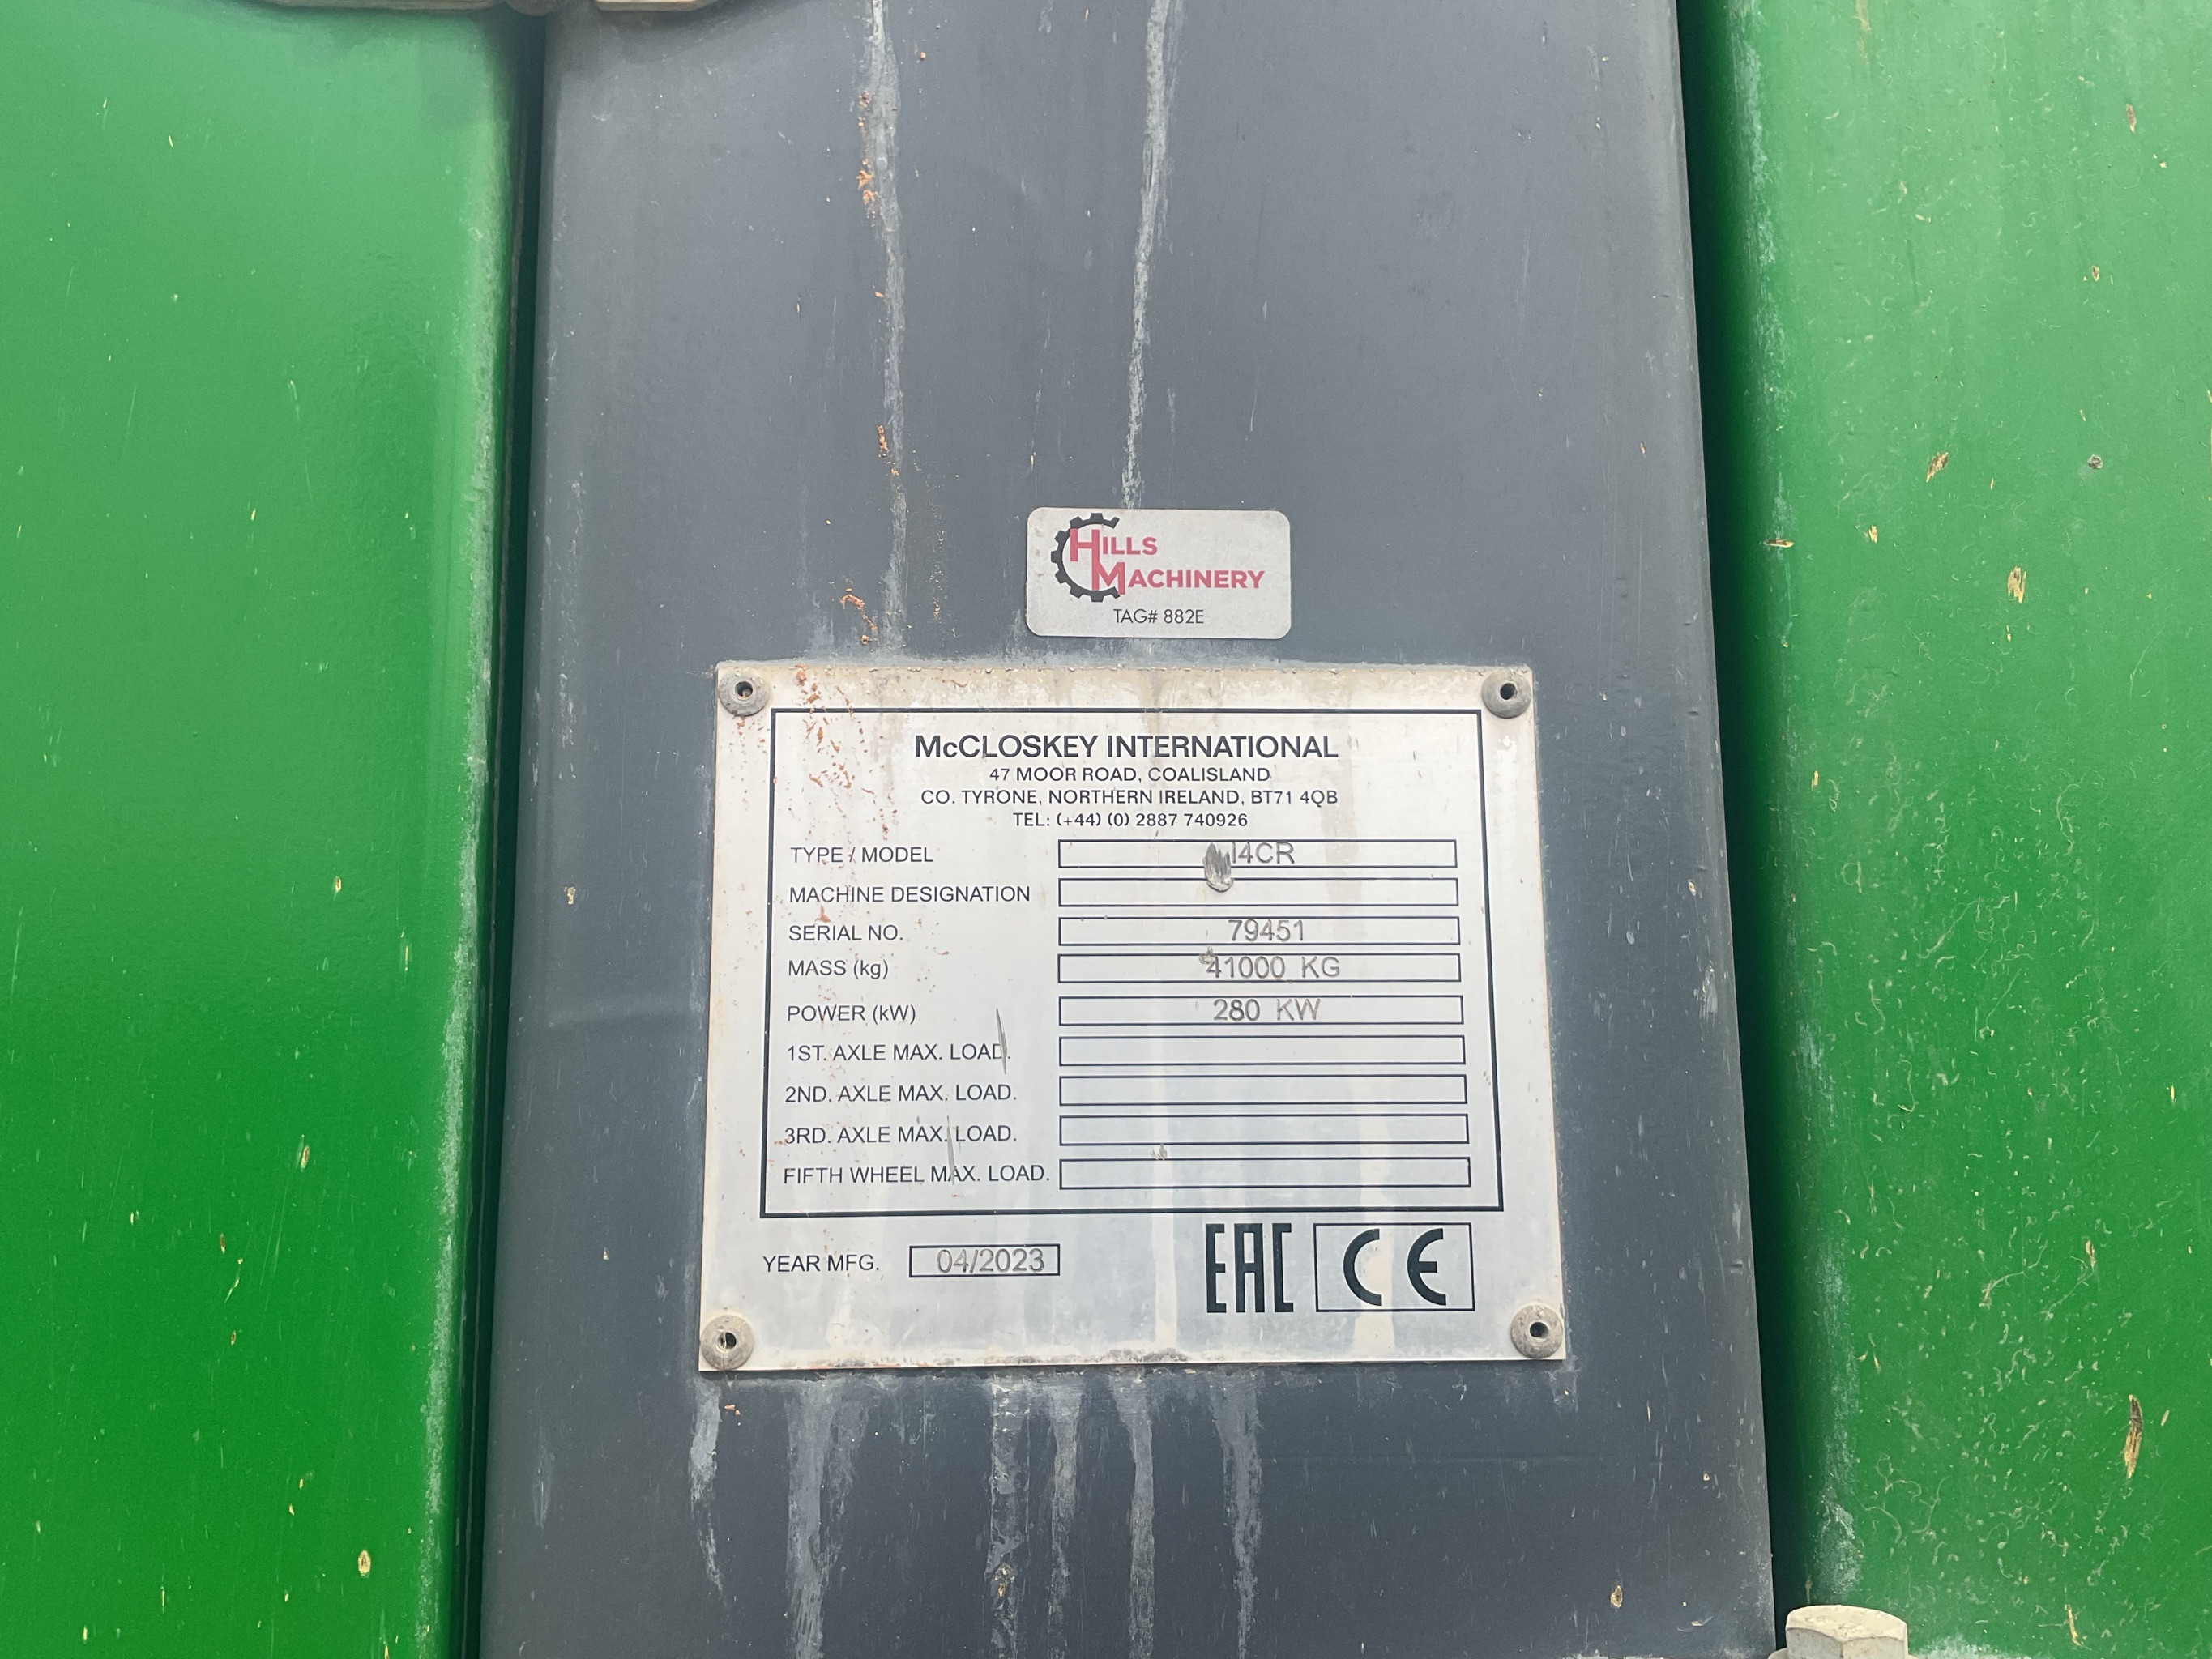 HILLS
MACHINERY
TAG# 882E
McCLOSKEY INTERNATIONAL
47 MOOR ROAD, COALISLAND
CO. TYRONE, NORTHERN IRELAND, BT71 4QB
TEL: (+44) (0) 2887 740926
TYPE / MODEL I4CR
MACHINE DESIGNATION
SERIAL NO. 79451
MASS (kg) 41000 KG
POWER (kW) 280 KW
1ST. AXLE MAX. LOAD.
2ND. AXLE MAX. LOAD.
3RD. AXLE MAX. LOAD.
FIFTH WHEEL MAX. LOAD.
YEAR MFG. 04/2023 EAC CE